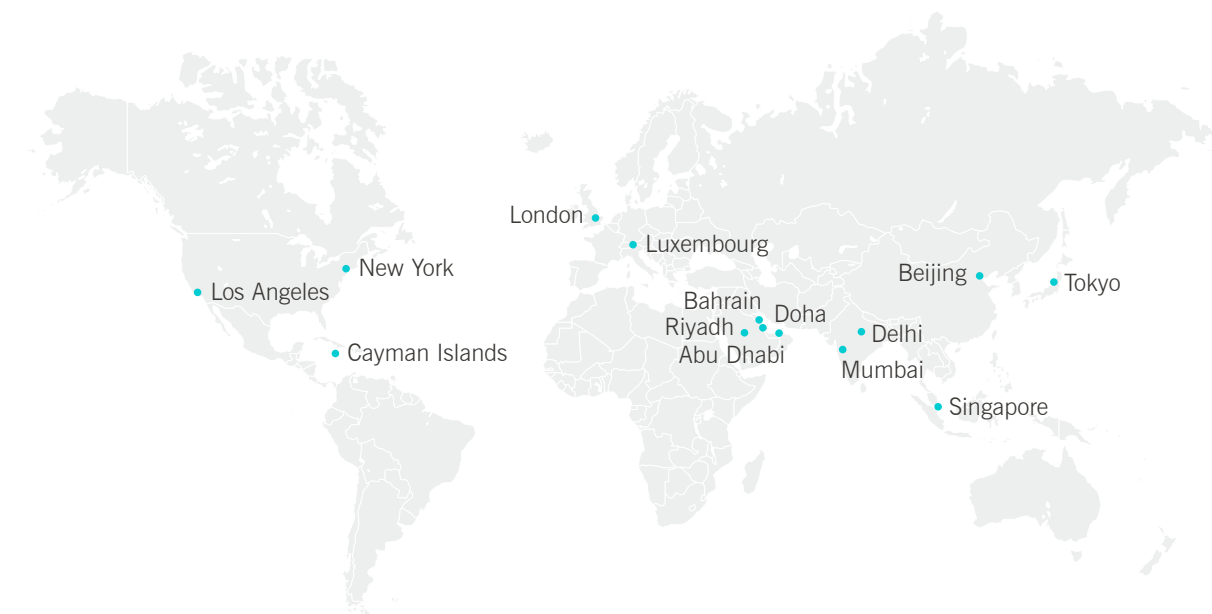 London
Luxembourg
New York
Los Angeles
Beijing
Tokyo
Bahrain
Doha
Riyadh
Abu Dhabi
Delhi
Cayman Islands
Mumbai
Singapore